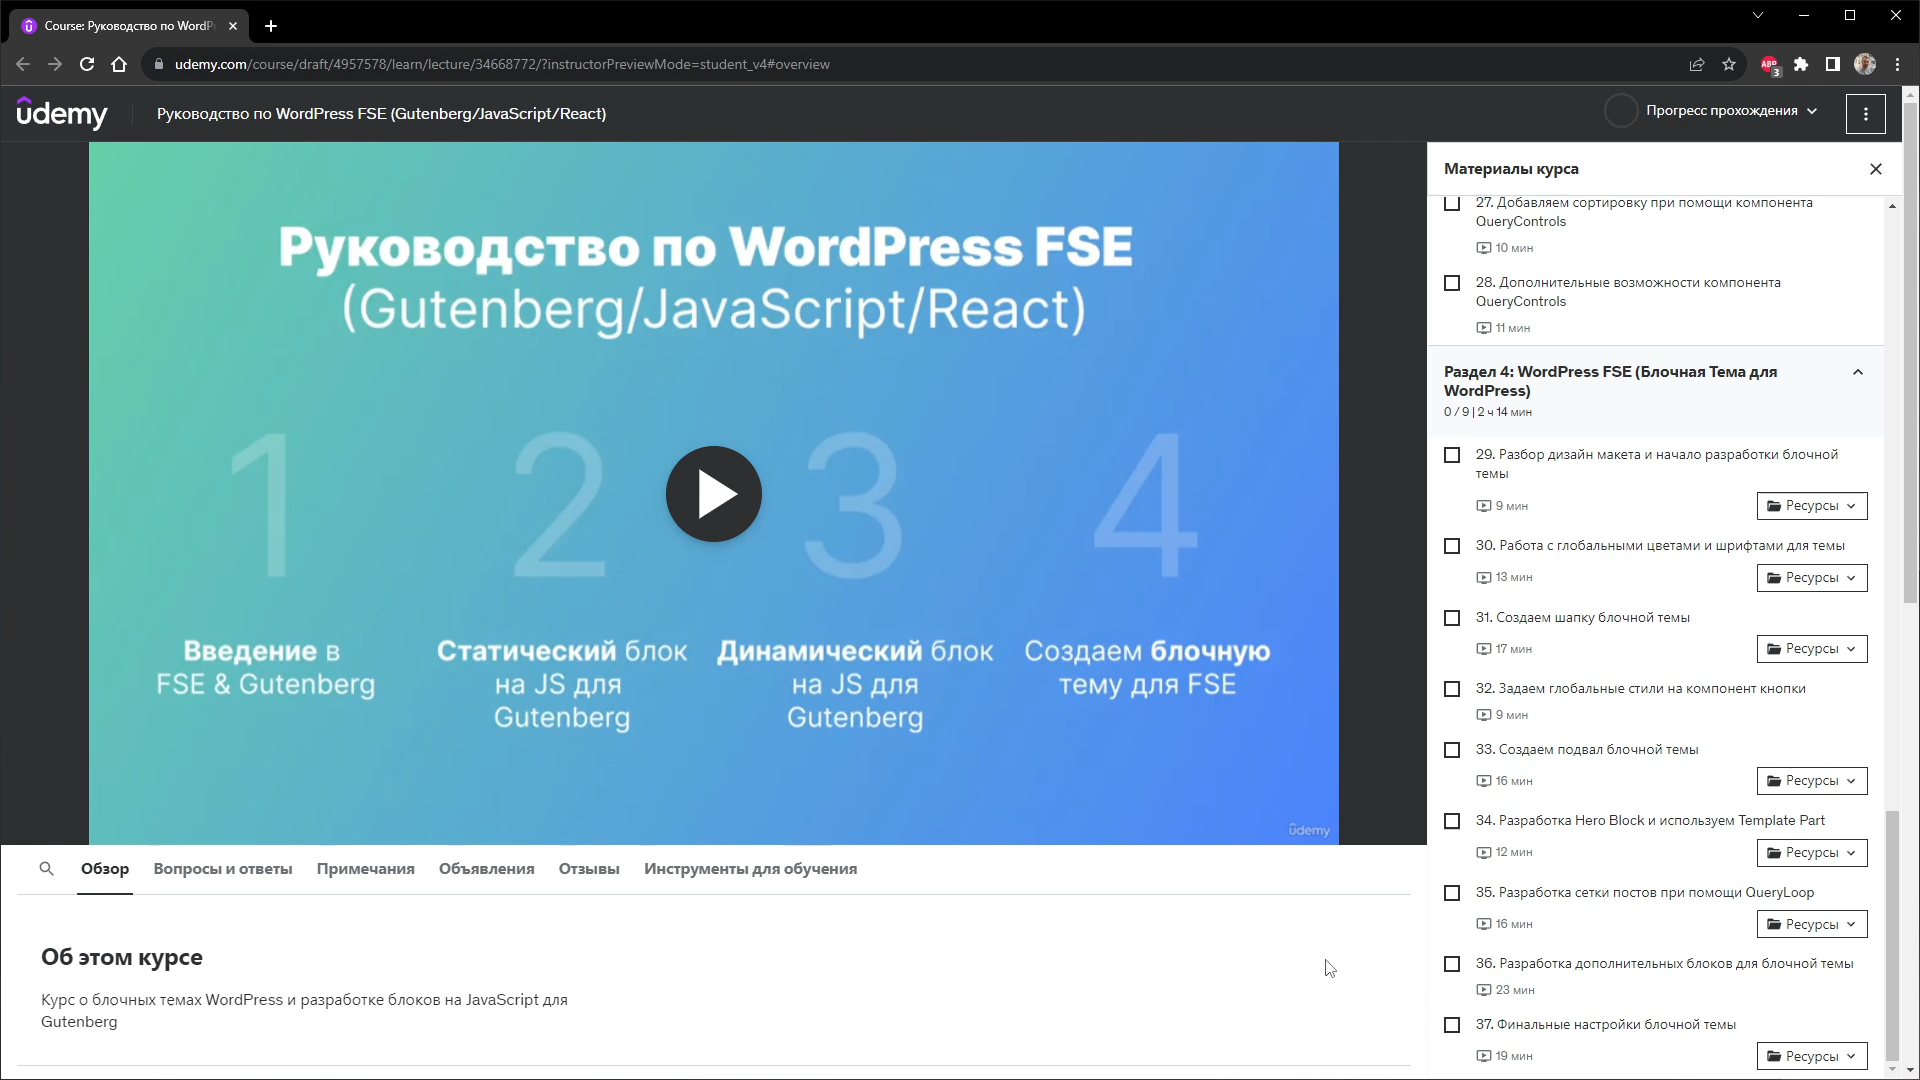 Course: Руководство по WordP
udemy.com/course/draft/4957578/learn/lecture/34668772/?instructorPreviewMode=student_v4#overview
ABP
3
ûdemy
Руководство по WordPress FSE (Gutenberg/JavaScript/React)
Прогресс прохождения
Руководство по WordPress FSE
(Gutenberg/JavaScript/React)
1 2 3 4
Введение в
FSE & Gutenberg
Статический блок
на JS для
Gutenberg
Динамический блок
на JS для
Gutenberg
Создаем блочную
тему для FSE
ûdemy
Обзор
Вопросы и ответы
Примечания
Объявления
Отзывы
Инструменты для обучения
Об этом курсе
Курс о блочных темах WordPress и разработке блоков на JavaScript для
Gutenberg
Материалы курса
27. Добавляем сортировку при помощи компонента
QueryControls
10 мин
28. Дополнительные возможности компонента
QueryControls
11 мин
Раздел 4: WordPress FSE (Блочная Тема для
WordPress)
0 / 9 | 2 ч 14 мин
29. Разбор дизайн макета и начало разработки блочной
темы
9 мин
Ресурсы
30. Работа с глобальными цветами и шрифтами для темы
13 мин
Ресурсы
31. Создаем шапку блочной темы
17 мин
Ресурсы
32. Задаем глобальные стили на компонент кнопки
9 мин
33. Создаем подвал блочной темы
16 мин
Ресурсы
34. Разработка Hero Block и используем Template Part
12 мин
Ресурсы
35. Разработка сетки постов при помощи QueryLoop
16 мин
Ресурсы
36. Разработка дополнительных блоков для блочной темы
23 мин
37. Финальные настройки блочной темы
19 мин
Ресурсы